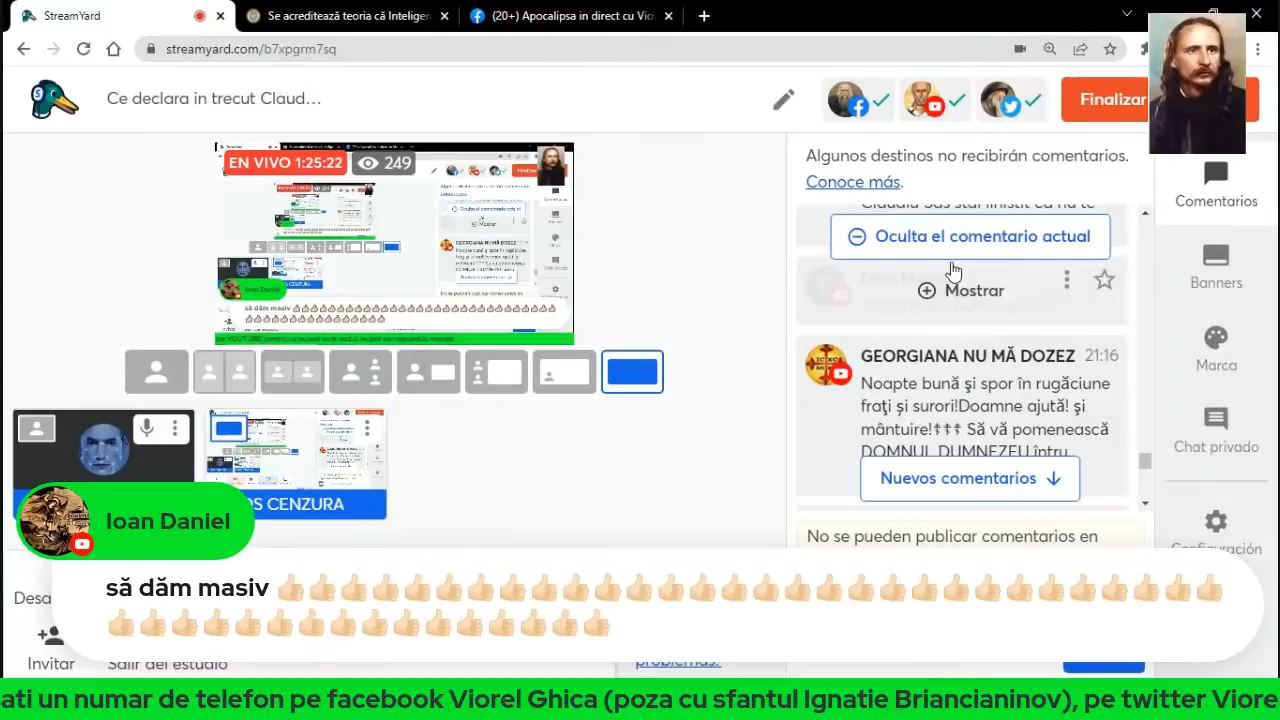 StreamYard
Se acreditează teoria că Inteligen
(20+) Apocalipsa in direct cu Vio
streamyard.com/b7xpgrm7sq
Ce declara in trecut Claud…
Finalizar
EN VIVO 1:25:22
249
Algunos destinos no recibirán comentarios.
Conoce más.
Oculta el comentario actual
Mostrar
GEORGIANA NU MĂ DOZEZ 21:16
Noapte bună şi spor în rugăciune
fraţi și surori!Doamne ajută! şi
mântuire!☦☦☦ Să vă pomenească
DOMNUL DUMNEZEU întru
Nuevos comentarios ↓
No se pueden publicar comentarios en
Comentarios
Banners
Marca
Chat privado
Configuración
Ioan Daniel
OS CENZURA
să dăm masiv 👍🏻👍🏻👍🏻👍🏻👍🏻👍🏻👍🏻👍🏻👍🏻👍🏻👍🏻👍🏻👍🏻👍🏻👍🏻👍🏻👍🏻👍🏻👍🏻👍🏻👍🏻👍🏻👍🏻👍🏻👍🏻👍🏻👍🏻👍🏻👍🏻👍🏻
👍🏻👍🏻👍🏻👍🏻👍🏻👍🏻👍🏻👍🏻👍🏻👍🏻👍🏻👍🏻👍🏻👍🏻👍🏻👍🏻
Desa
Invitar
Salir del estudio
problemas.
ati un numar de telefon pe facebook Viorel Ghica (poza cu sfantul Ignatie Briancianinov), pe twitter Viore